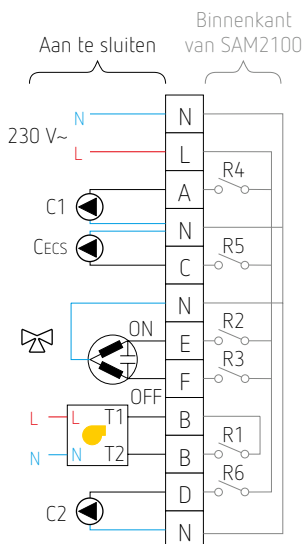 Binnenkant
Aan te sluiten van SAM2100
N N
230 V~
L L
R4
A
C1
N
CECS R5
C
N
ON R2
E
R3
F
OFF
L L T1 B
R1
N N T2 B
R6
D
C2
N